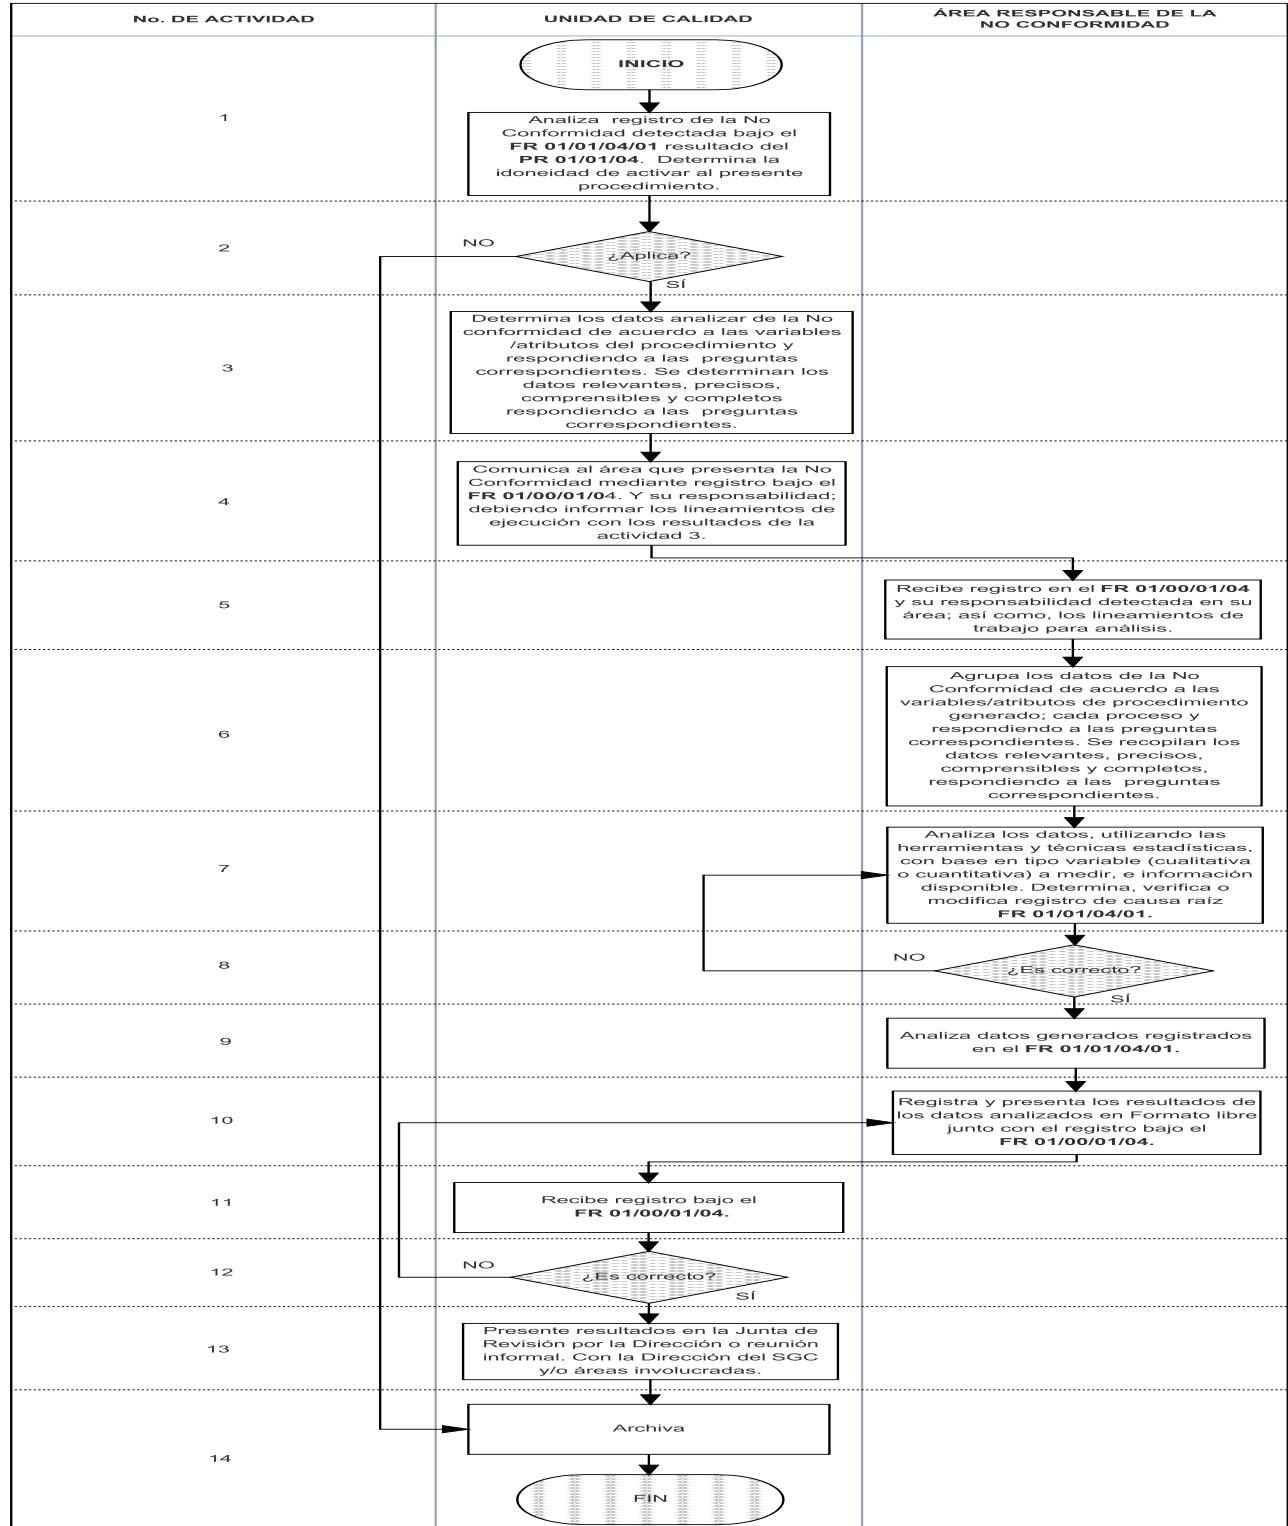 No. DE ACTIVIDAD
UNIDAD DE CALIDAD
ÁREA RESPONSABLE DE LA
NO CONFORMIDAD
INICIO
1
Analiza registro de la No
Conformidad detectada bajo el
FR 01/01/04/01 resultado del
PR 01/01/04. Determina la
idoneidad de activar al presente
procedimiento.
2
NO
¿Aplica?
SÍ
3
Determina los datos analizar de la No
conformidad de acuerdo a las variables
/atributos del procedimiento y
respondiendo a las preguntas
correspondientes. Se determinan los
datos relevantes, precisos,
comprensibles y completos
respondiendo a las preguntas
correspondientes.
4
Comunica al área que presenta la No
Conformidad mediante registro bajo el
FR 01/00/01/04. Y su responsabilidad;
debiendo informar los lineamientos de
ejecución con los resultados de la
actividad 3.
5
Recibe registro en el FR 01/00/01/04
y su responsabilidad detectada en su
área; así como, los lineamientos de
trabajo para análisis.
6
Agrupa los datos de la No
Conformidad de acuerdo a las
variables/atributos de procedimiento
generado; cada proceso y
respondiendo a las preguntas
correspondientes. Se recopilan los
datos relevantes, precisos,
comprensibles y completos,
respondiendo a las preguntas
correspondientes.
7
Analiza los datos, utilizando las
herramientas y técnicas estadísticas,
con base en tipo variable (cualitativa
o cuantitativa) a medir, e información
disponible. Determina, verifica o
modifica registro de causa raíz
FR 01/01/04/01.
8
NO
¿Es correcto?
SÍ
9
Analiza datos generados registrados
en el FR 01/01/04/01.
10
Registra y presenta los resultados de
los datos analizados en Formato libre
junto con el registro bajo el
FR 01/00/01/04.
11
Recibe registro bajo el
FR 01/00/01/04.
12
NO
¿Es correcto?
SÍ
13
Presente resultados en la Junta de
Revisión por la Dirección o reunión
informal. Con la Dirección del SGC
y/o áreas involucradas.
14
Archiva
FIN